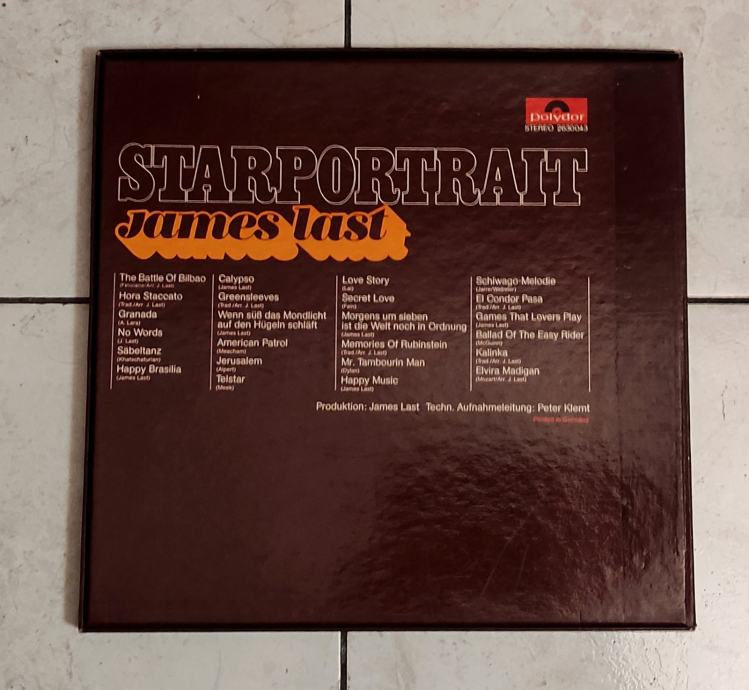 polydor
STEREO 2630043
STARPORTRAIT
James last
The Battle Of Bilbao
Hora Staccato
(Trad./Arr. J. Last)
Granada
(A. Lara)
No Words
(J. Last)
Säbeltanz
(Khatschaturian)
Happy Brasilia
(James Last)
Calypso
(James Last)
Greensleeves
(Trad./Arr. J. Last)
Wenn süß das Mondlicht
auf den Hügeln schläft
(James Last)
American Patrol
(Meacham)
Jerusalem
(Alpert)
Telstar
(Meek)
Love Story
(Lai)
Secret Love
(Fain)
Morgens um sieben
ist die Welt noch in Ordnung
(James Last)
Memories Of Rubinstein
(Trad./Arr. J. Last)
Mr. Tambourin Man
(Dylan)
Happy Music
(James Last)
Schiwago-Melodie
(Jarre/Webster)
El Condor Pasa
(Trad./Arr. J. Last)
Games That Lovers Play
(James Last)
Ballad Of The Easy Rider
(McGuinn)
Kalinka
(Trad./Arr. J. Last)
Elvira Madigan
(Mozart/Arr. J. Last)
Produktion: James Last Techn. Aufnahmeleitung: Peter Klemt
Printed in Germany